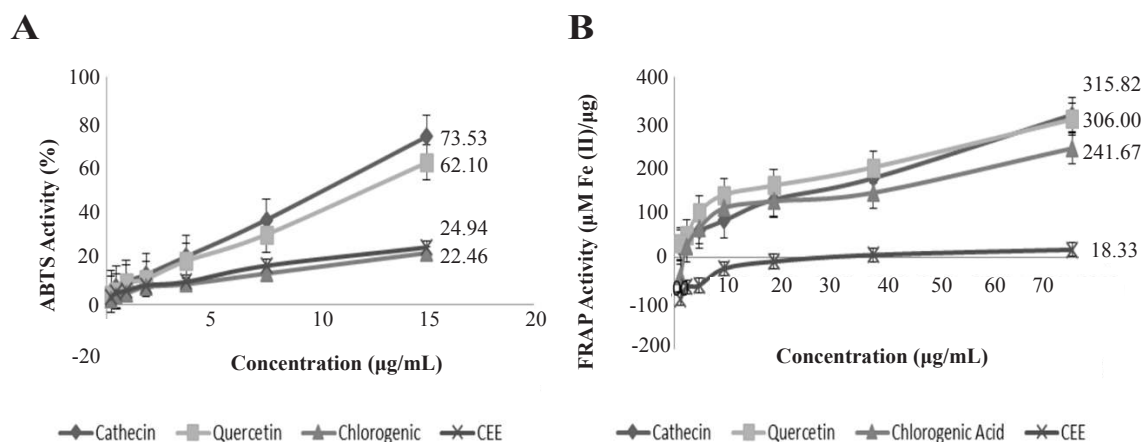 A
ABTS Activity (%)
100
80
60
40
20
0
-20
73.53
62.10
24.94
22.46
5
10
15
20
Concentration (µg/mL)
Cathecin
Quercetin
Chlorogenic
CEE
B
FRAP Activity (µM Fe (II)/µg)
400
300
200
100
0
-100
-200
315.82
306.00
241.67
18.33
10
20
30
40
50
60
70
Concentration (µg/mL)
Cathecin
Quercetin
Chlorogenic Acid
CEE